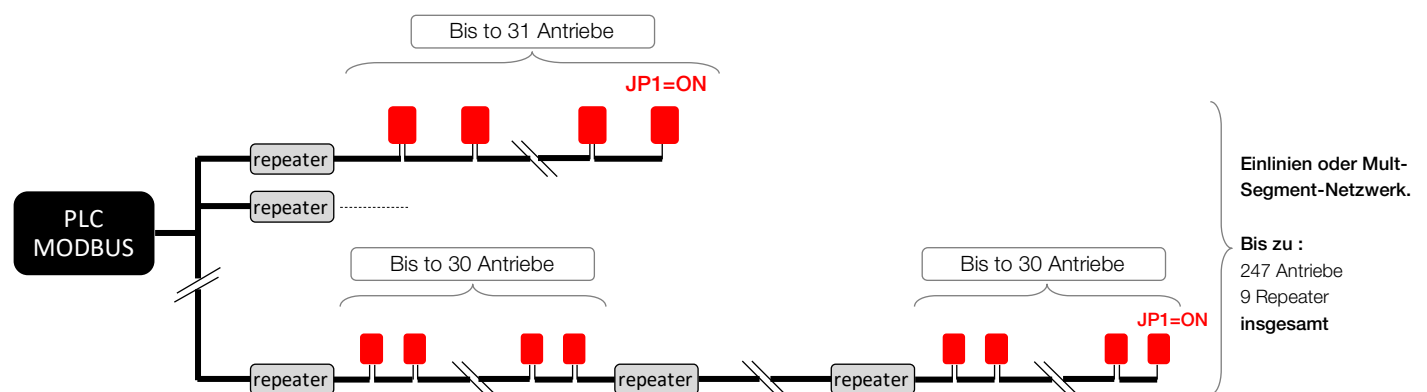 Bis to 31 Antriebe
JP1=ON
repeater
repeater
PLC
MODBUS
Bis to 30 Antriebe
Bis to 30 Antriebe
JP1=ON
repeater
repeater
repeater
Einlinien oder Mult-
Segment-Netzwerk.
Bis zu :
247 Antriebe
9 Repeater
insgesamt